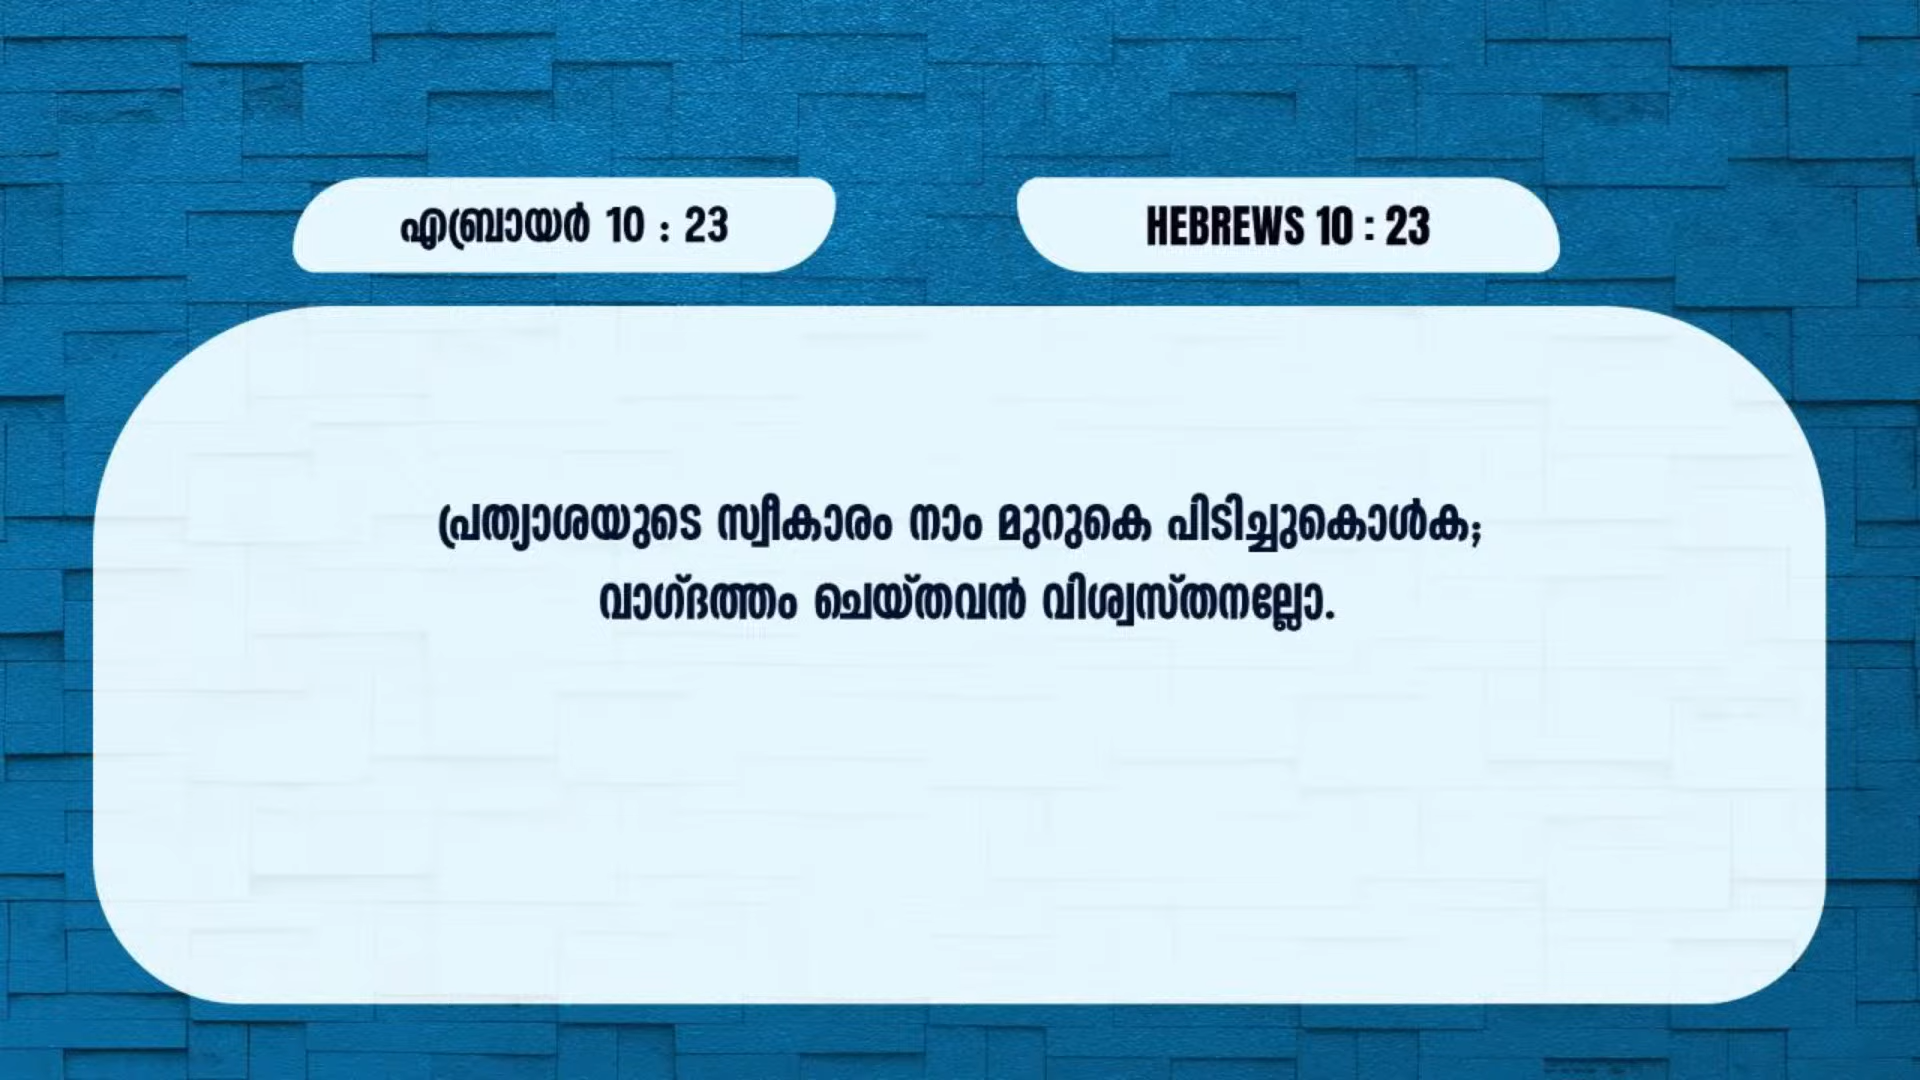 എബ്രായർ 10 : 23
HEBREWS 10 : 23
പ്രത്യാശയുടെ സ്വീകാരം നാം മുറുകെ പിടിച്ചുകൊൾക;
വാഗ്ദത്തം ചെയ്തവൻ വിശ്വസ്തനല്ലോ.